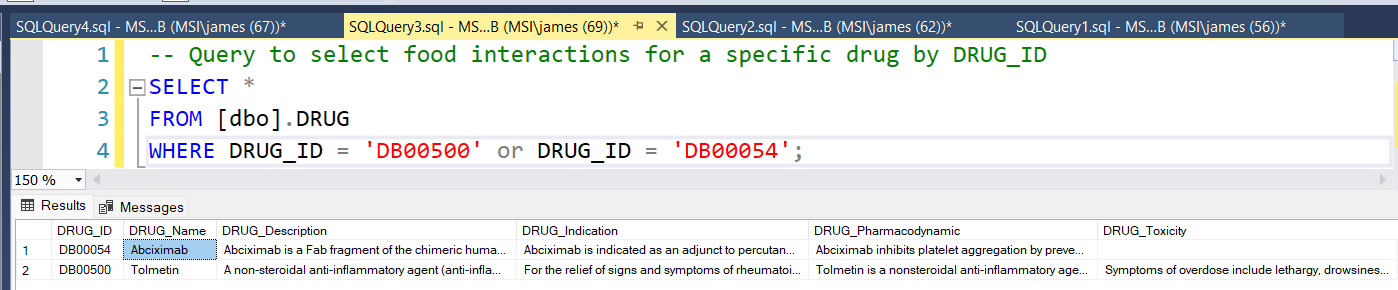 SQLQuery4.sql - MS...B (MSI\james (67))* SQLQuery3.sql - MS...B (MSI\james (69))* SQLQuery2.sql - MS...B (MSI\james (62))* SQLQuery1.sql - MS...B (MSI\james (56))*
1 -- Query to select food interactions for a specific drug by DRUG_ID
2 SELECT *
3 FROM [dbo].DRUG
4 WHERE DRUG_ID = 'DB00500' or DRUG_ID = 'DB00054';
150 %
Results Messages
DRUG_ID DRUG_Name DRUG_Description DRUG_Indication DRUG_Pharmacodynamic DRUG_Toxicity
1 DB00054 Abciximab Abciximab is a Fab fragment of the chimeric huma... Abciximab is indicated as an adjunct to percutan... Abciximab inhibits platelet aggregation by preve...
2 DB00500 Tolmetin A non-steroidal anti-inflammatory agent (anti-infla... For the relief of signs and symptoms of rheumatoi... Tolmetin is a nonsteroidal anti-inflammatory age... Symptoms of overdose include lethargy, drowsines...